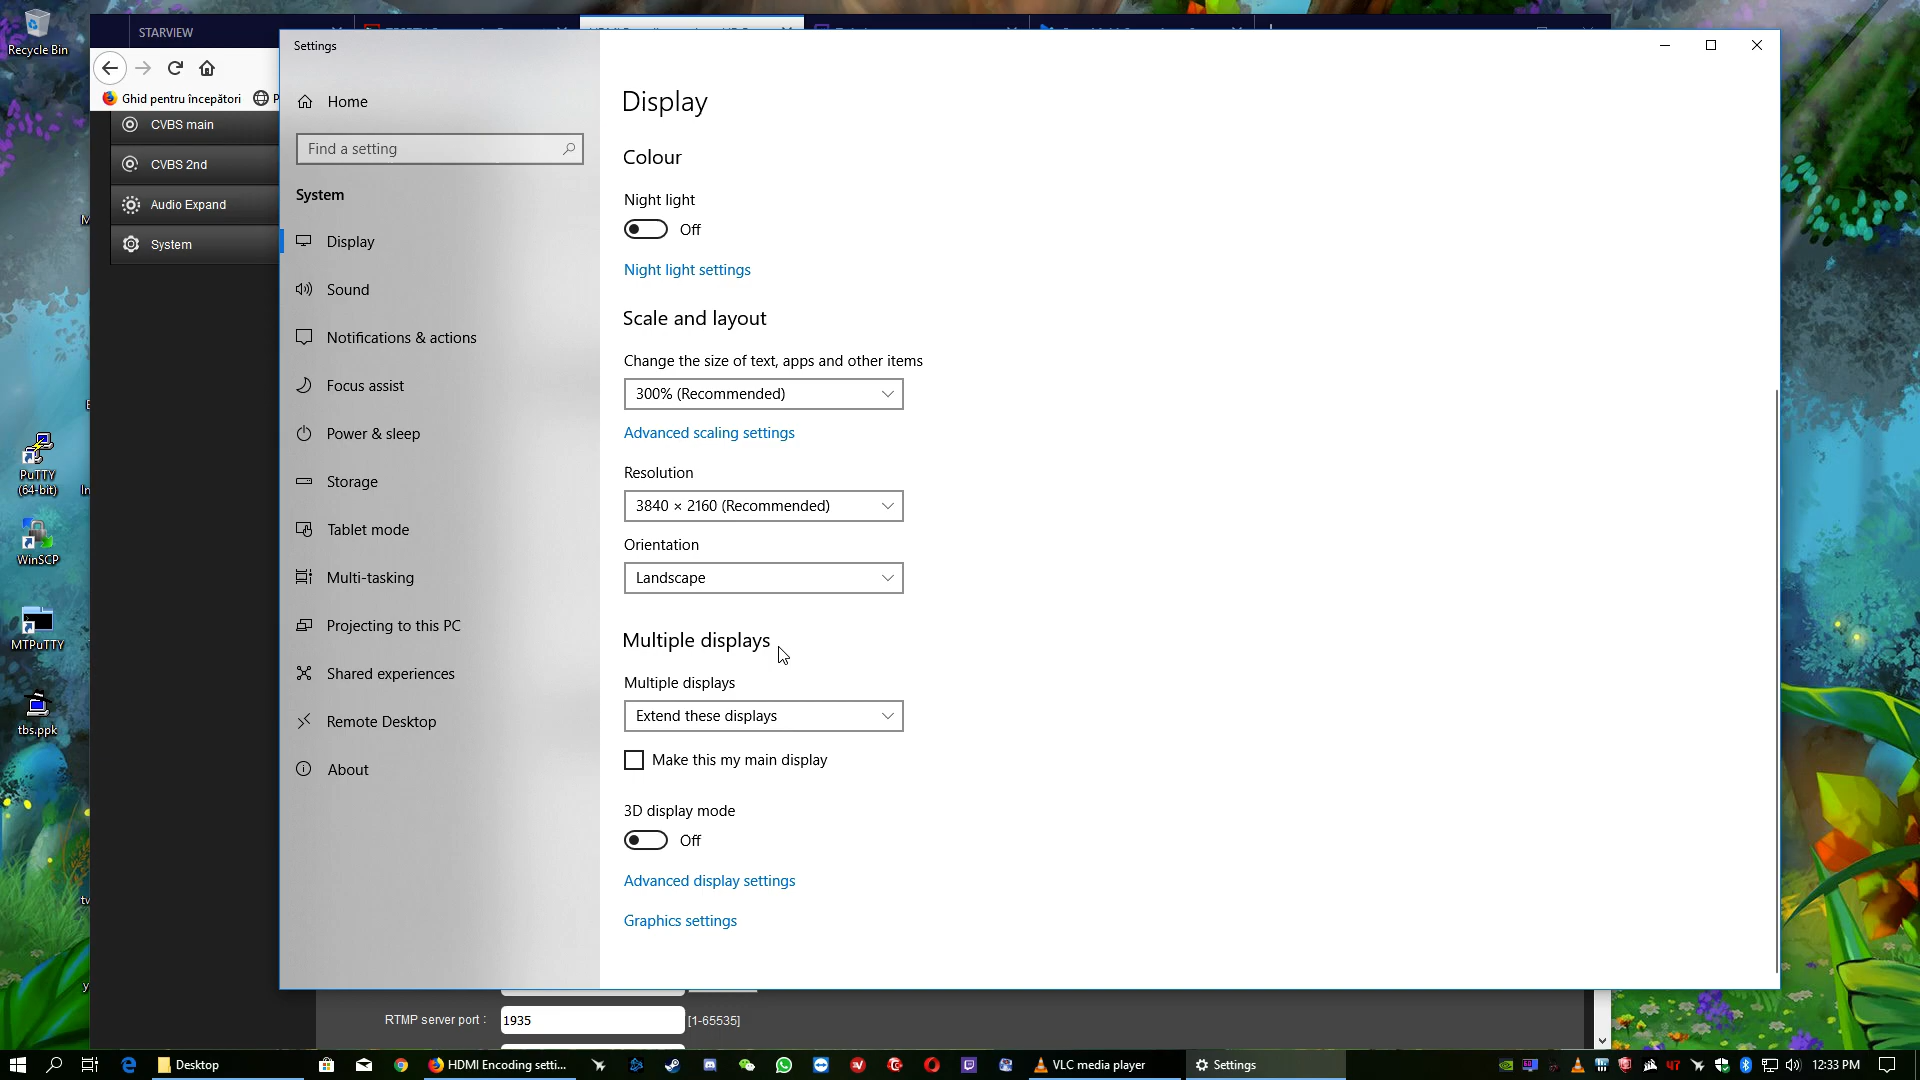 Recycle Bin
STARVIEW
Ghid pentru începători
CVBS main
CVBS 2nd
Audio Expand
System
PuTTY
(64-bit)
WinSCP
MTPuTTY
tbs.ppk
Settings
Home
Find a setting
System
Display
Sound
Notifications & actions
Focus assist
Power & sleep
Storage
Tablet mode
Multi-tasking
Projecting to this PC
Shared experiences
Remote Desktop
About
Display
Colour
Night light
Off
Night light settings
Scale and layout
Change the size of text, apps and other items
300% (Recommended)
Advanced scaling settings
Resolution
3840 × 2160 (Recommended)
Orientation
Landscape
Multiple displays
Multiple displays
Extend these displays
Make this my main display
3D display mode
Off
Advanced display settings
Graphics settings
RTMP server port : 1935 [1-65535]
Desktop
HDMI Encoding setti...
VLC media player
Settings
12:33 PM